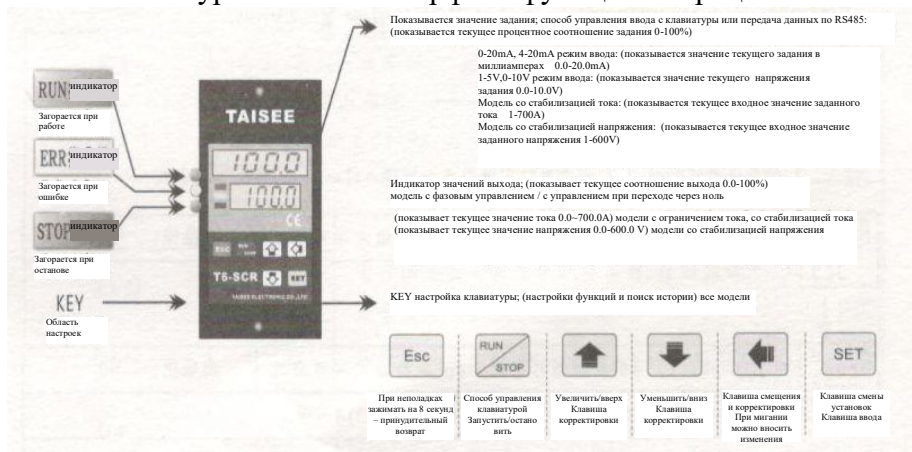 Показывается значение задания; способ управления ввода с клавиатуры или передача данных по RS485:
(показывается текущее процентное соотношение задания 0-100%)
0-20mA, 4-20mA режим ввода: (показывается значение текущего задания в
миллиамперах 0.0-20.0mA)
1-5V,0-10V режим ввода: (показывается значение текущего напряжения
задания 0.0-10.0V)
Модель со стабилизацией тока: (показывается текущее входное значение заданного
тока 1-700A)
Модель со стабилизацией напряжения: (показывается текущее входное значение
заданного напряжения 1-600V)
RUN индикатор
Загорается при
работе
ERR индикатор
Загорается при
ошибке
STOP индикатор
Загорается при
останове
KEY
Область
настроек
TAISEE
100.0
100.0
CE
ESC
RUN
STOP
T6-SCR
SET
TAISEE ELECTRONIC CO.,LTD
Индикатор значений выхода; (показывает текущее соотношение выхода 0.0-100%)
модель с фазовым управлением / с управлением при переходе через ноль
(показывает текущее значение тока 0.0~700.0A) модели с ограничением тока, со стабилизацией тока
(показывает текущее значение напряжения 0.0-600.0 V) модели со стабилизацией напряжения
KEY настройка клавиатуры; (настройки функций и поиск истории) все модели
Esc
RUN
STOP
SET
При неполадках
зажимать на 8 секунд
– принудительный
возврат
Способ управления
клавиатурой
Запустить/остано
вить
Увеличить/вверх
Клавиша
корректировки
Уменьшить/вниз
Клавиша
корректировки
Клавиша смещения
и корректировки
При мигании
можно вносить
изменения
Клавиша смены
установок
Клавиша ввода